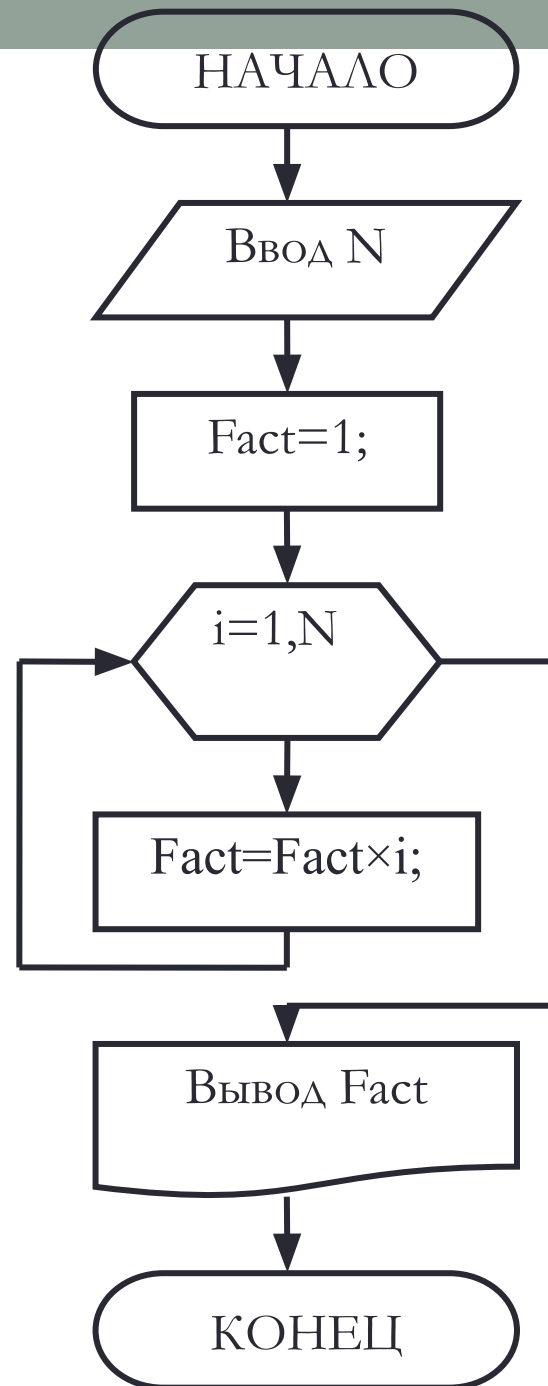 НАЧАЛО
Ввод N
Fact=1;
i=1,N
Fact=Fact×i;
Вывод Fact
КОНЕЦ